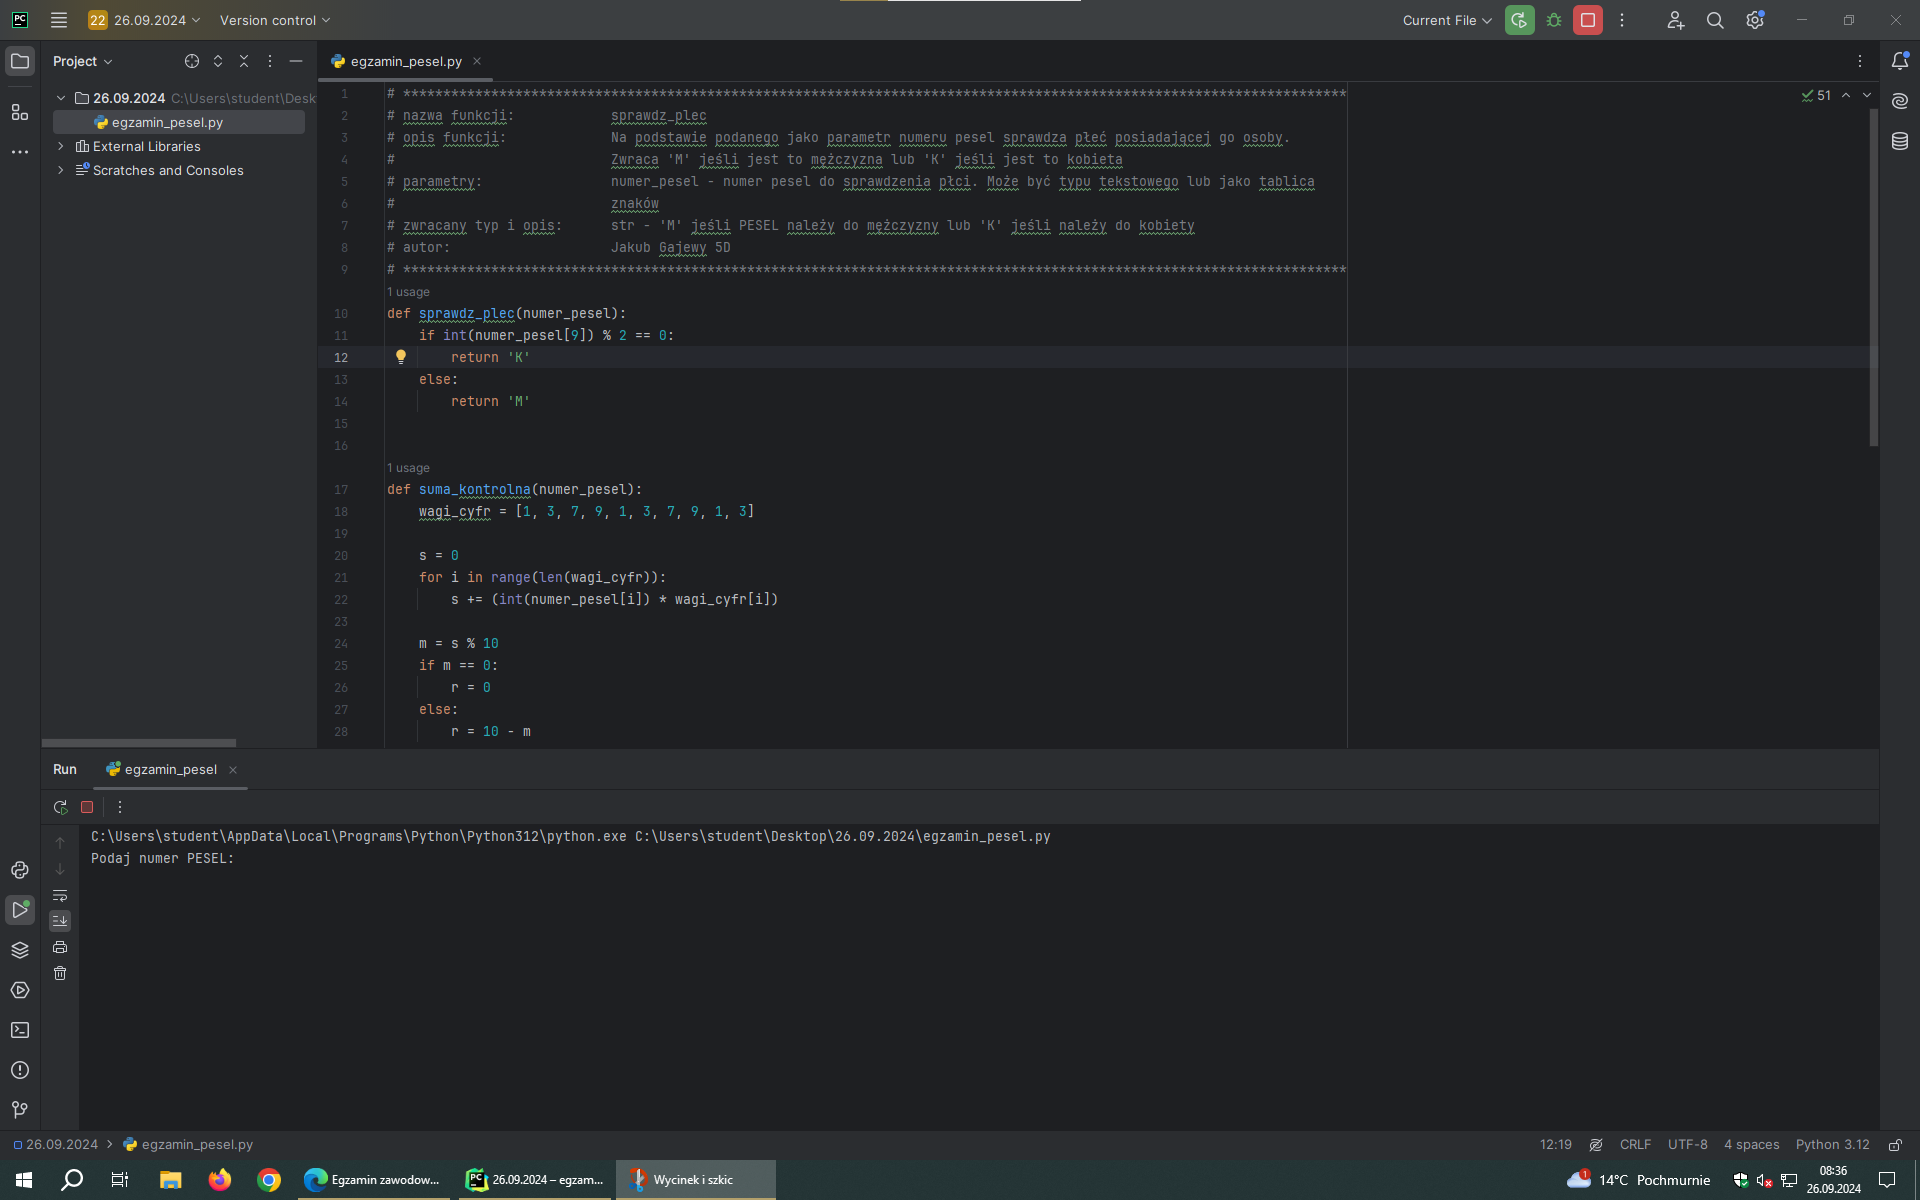 PC 22 26.09.2024 Version control Current File
Project egzamin_pesel.py
26.09.2024 C:\Users\student\Desk
egzamin_pesel.py
External Libraries
Scratches and Consoles
51
1 # **********************************************************************************************************************
2 # nazwa funkcji: sprawdz_plec
3 # opis funkcji: Na podstawie podanego jako parametr numeru pesel sprawdza płeć posiadającej go osoby.
4 # Zwraca 'M' jeśli jest to mężczyzna lub 'K' jeśli jest to kobieta
5 # parametry: numer_pesel - numer pesel do sprawdzenia płci. Może być typu tekstowego lub jako tablica
6 # znaków
7 # zwracany typ i opis: str - 'M' jeśli PESEL należy do mężczyzny lub 'K' jeśli należy do kobiety
8 # autor: Jakub Gajewy 5D
9 # **********************************************************************************************************************
1 usage
10 def sprawdz_plec(numer_pesel):
11 if int(numer_pesel[9]) % 2 == 0:
12 return 'K'
13 else:
14 return 'M'
15
16
1 usage
17 def suma_kontrolna(numer_pesel):
18 wagi_cyfr = [1, 3, 7, 9, 1, 3, 7, 9, 1, 3]
19
20 s = 0
21 for i in range(len(wagi_cyfr)):
22 s += (int(numer_pesel[i]) * wagi_cyfr[i])
23
24 m = s % 10
25 if m == 0:
26 r = 0
27 else:
28 r = 10 - m
Run egzamin_pesel
C:\Users\student\AppData\Local\Programs\Python\Python312\python.exe C:\Users\student\Desktop\26.09.2024\egzamin_pesel.py
Podaj numer PESEL:
26.09.2024 egzamin_pesel.py 12:19 CRLF UTF-8 4 spaces Python 3.12
Egzamin zawodow... PC 26.09.2024 – egzam... Wycinek i szkic 1 14°C Pochmurnie 08:36
26.09.2024